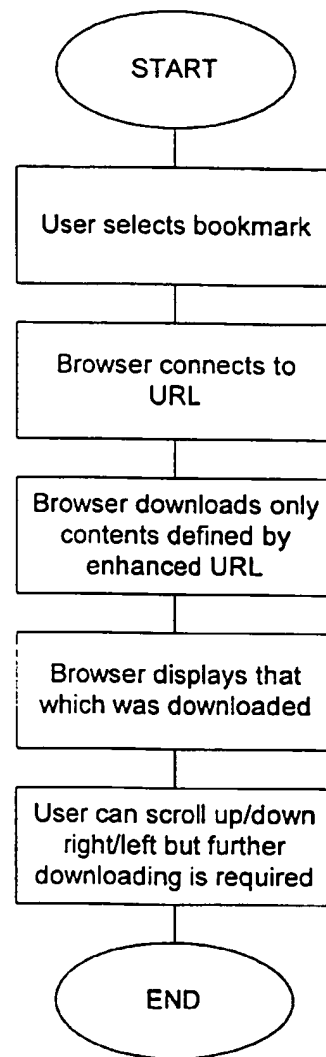 START
User selects bookmark
Browser connects to
URL
Browser downloads only
contents defined by
enhanced URL
Browser displays that
which was downloaded
User can scroll up/down
right/left but further
downloading is required
END